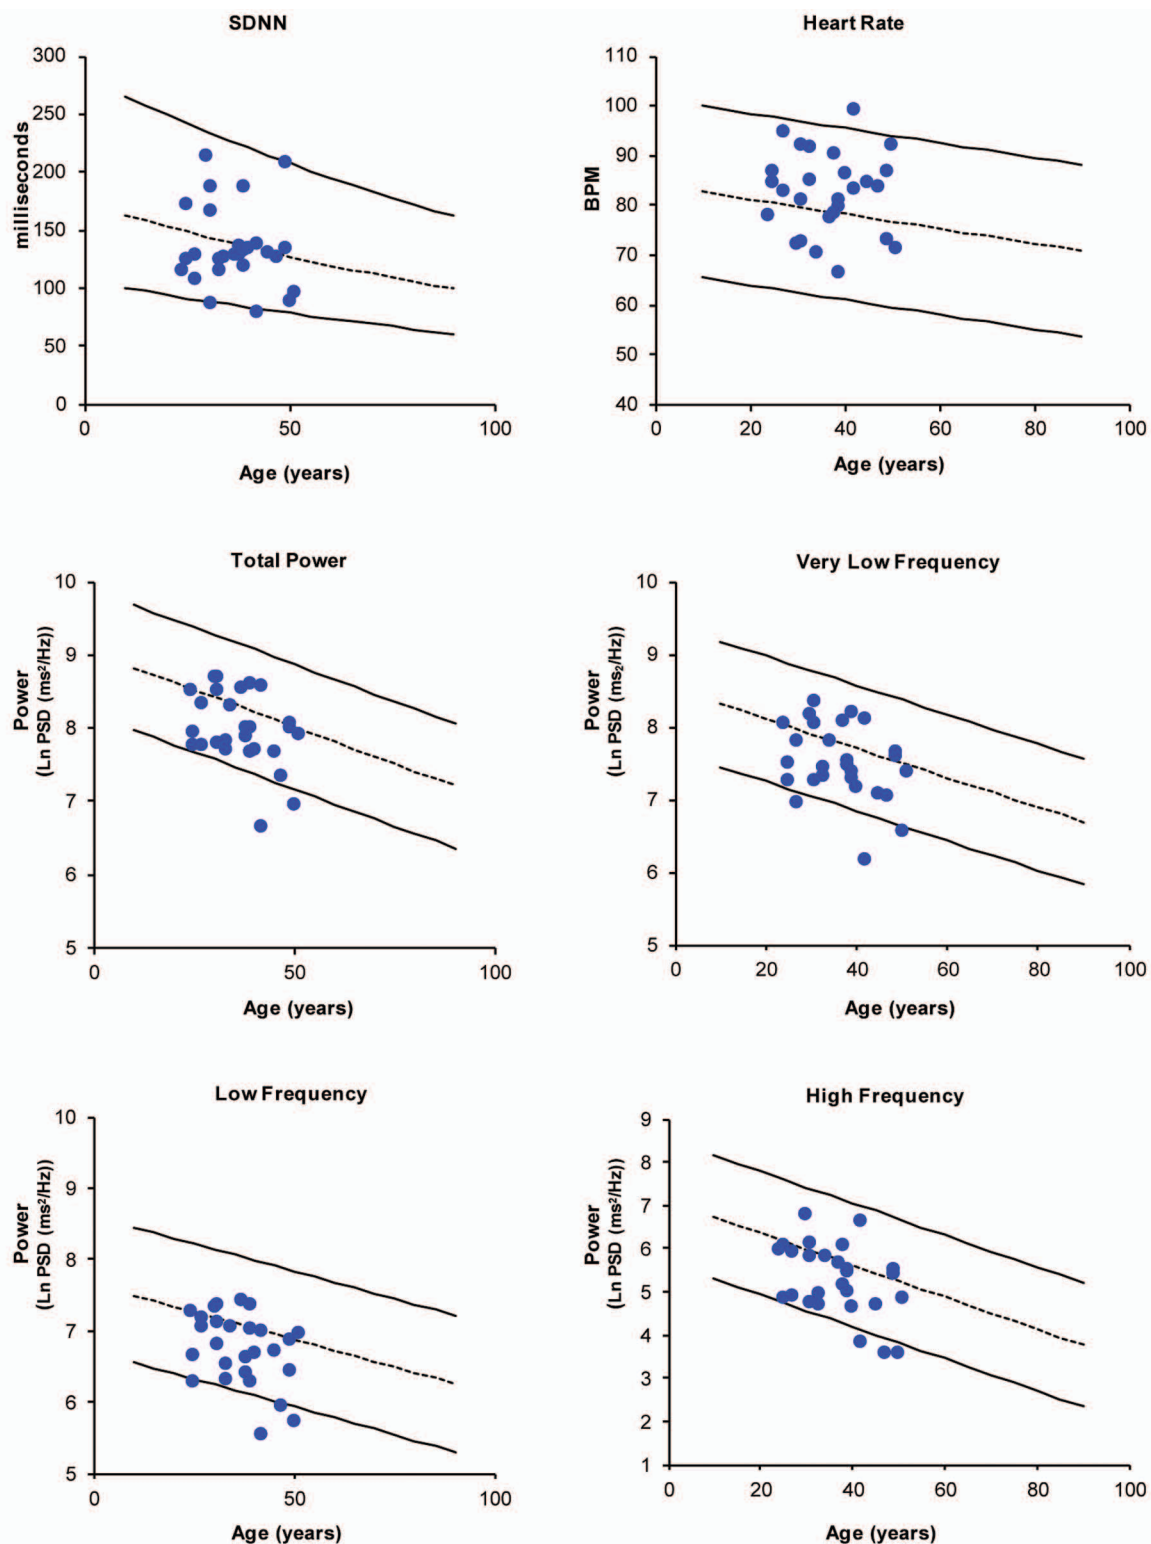 SDNN
300
250
200
150
100
50
0
milliseconds
0 50 100
Age (years)
Heart Rate
110
100
90
80
70
60
50
40
BPM
0 20 40 60 80 100
Age (years)
Total Power
10
9
8
7
6
5
Power
(Ln PSD (ms²/Hz))
0 50 100
Age (years)
Very Low Frequency
10
9
8
7
6
5
Power
(Ln PSD (ms₂/Hz))
0 20 40 60 80 100
Age (years)
Low Frequency
10
9
8
7
6
5
Power
(Ln PSD (ms²/Hz))
0 50 100
Age (years)
High Frequency
9
8
7
6
5
4
3
2
1
Power
(Ln PSD (ms²/Hz))
0 20 40 60 80 100
Age (years)